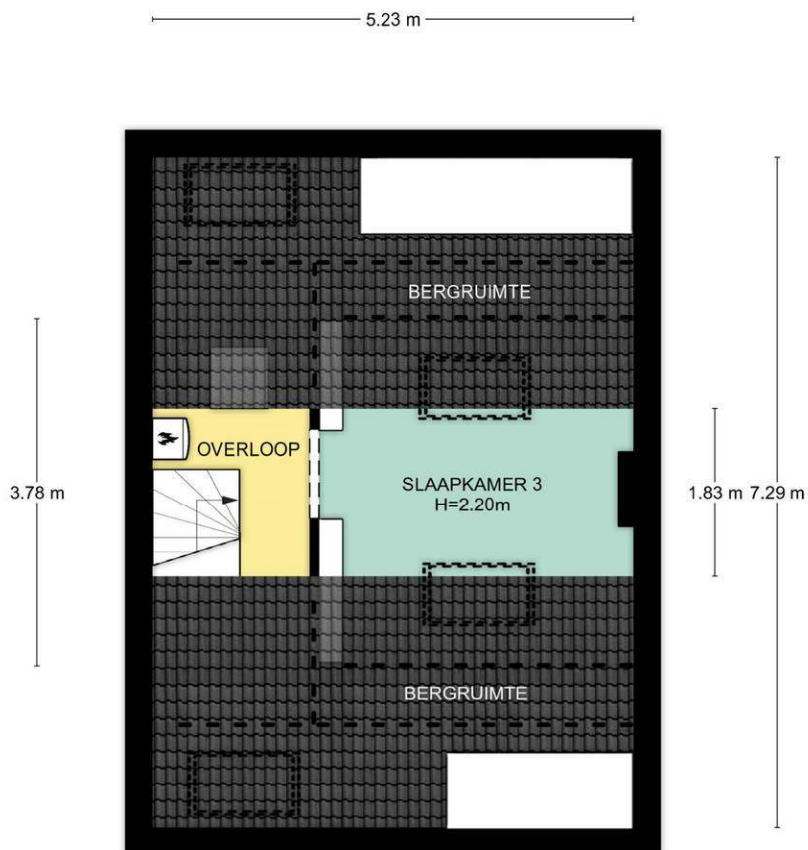 5.23 m
BERGRUIMTE
OVERLOOP
SLAAPKAMER 3
H=2.20m
3.78 m
1.83 m
7.29 m
BERGRUIMTE